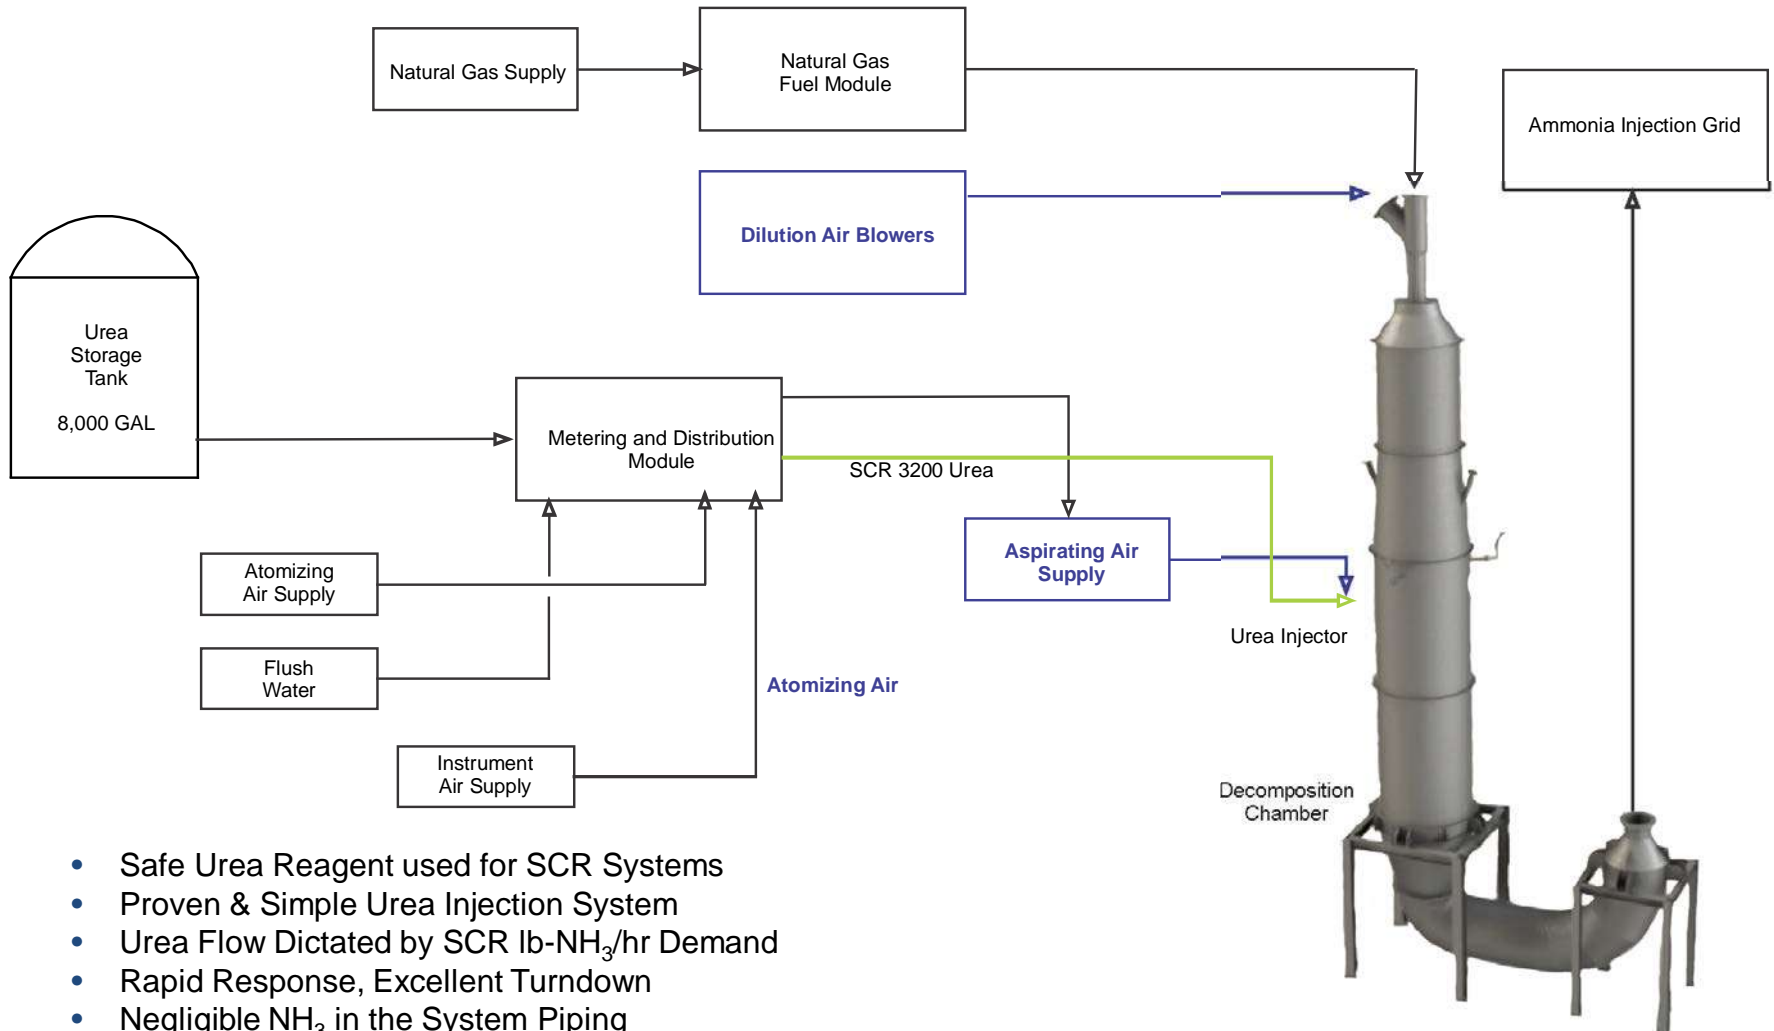 Natural Gas Supply
Natural Gas
Fuel Module
Ammonia Injection Grid
Dilution Air Blowers
Urea
Storage
Tank
8,000 GAL
Metering and Distribution
Module
SCR 3200 Urea
Aspirating Air
Supply
Atomizing
Air Supply
Urea Injector
Flush
Water
Atomizing Air
Instrument
Air Supply
Decomposition
Chamber
• Safe Urea Reagent used for SCR Systems
• Proven & Simple Urea Injection System
• Urea Flow Dictated by SCR lb-NH₃/hr Demand
• Rapid Response, Excellent Turndown
• Negligible NH₃ in the System Piping